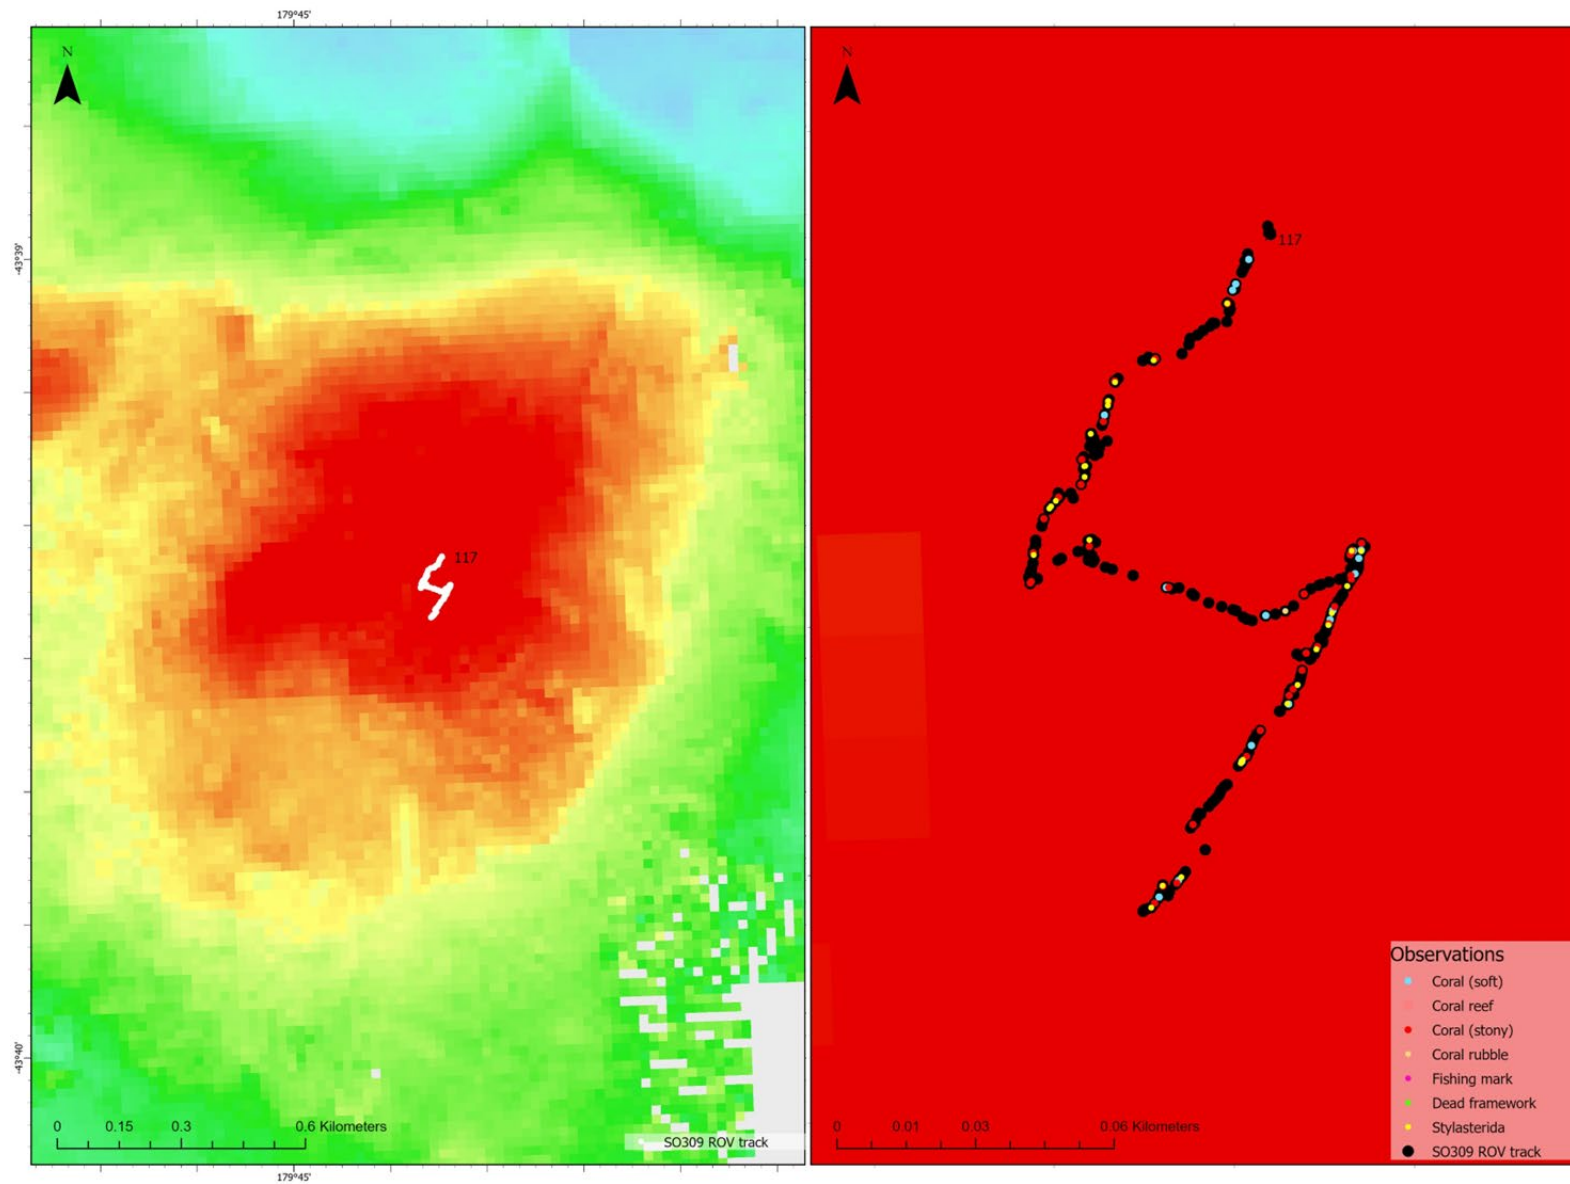 179°45'
N
N
-43°39'
117
117
-43°40'
0 0.15 0.3 0.6 Kilometers
SO309 ROV track
179°45'
0 0.01 0.03 0.06 Kilometers
Observations
Coral (soft)
Coral reef
Coral (stony)
Coral rubble
Fishing mark
Dead framework
Stylasterida
SO309 ROV track